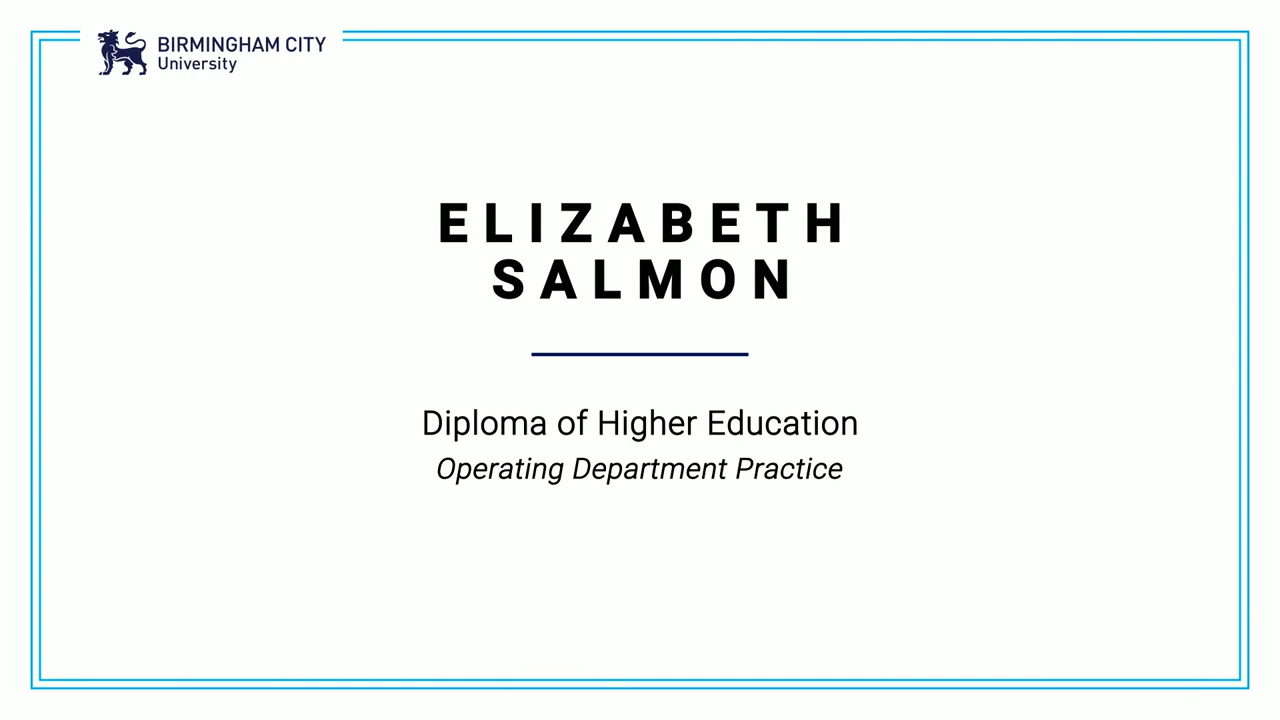 BIRMINGHAM CITY
University
ELIZABETH
SALMON
Diploma of Higher Education
Operating Department Practice